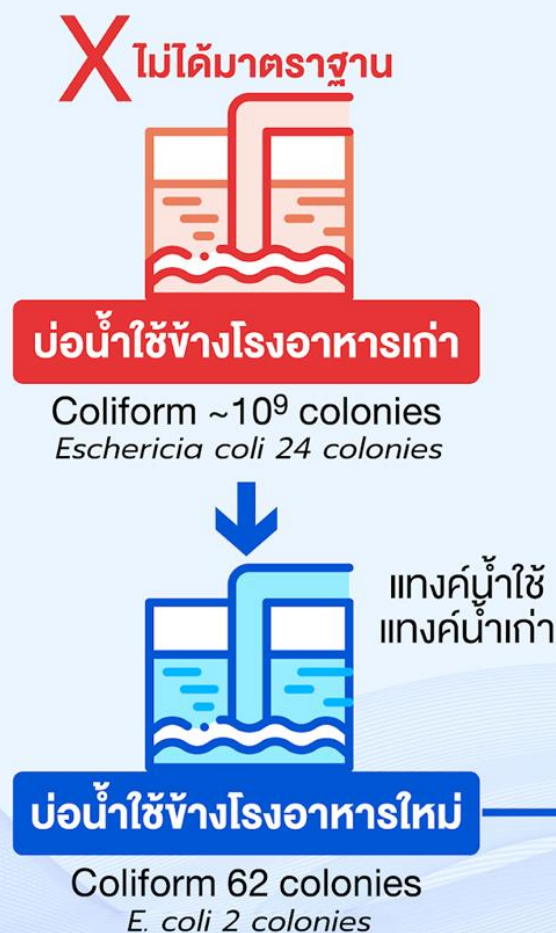 X ไม่ได้มาตราฐาน
บ่อน้ำใช้ข้างโรงอาหารเก่า
Coliform ~10⁹ colonies
Eschericia coli 24 colonies
แทงค์น้ำใช้
แทงค์น้ำเก่า
บ่อน้ำใช้ข้างโรงอาหารใหม่
Coliform 62 colonies
E. coli 2 colonies